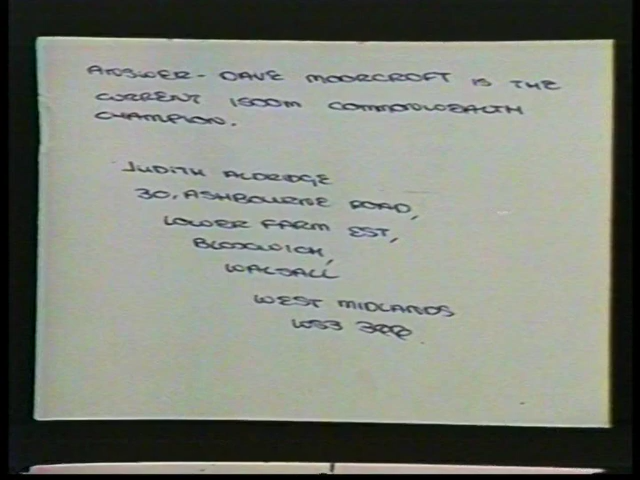 ANSWER - DAVE MOORCROFT IS THE
CURRENT 1500M COMMONWEALTH
CHAMPION.
JUDITH ALDRIDGE
30, ASHBOURNE ROAD,
LOWER FARM EST,
BLOXWICH,
WALSALL
WEST MIDLANDS
WS3